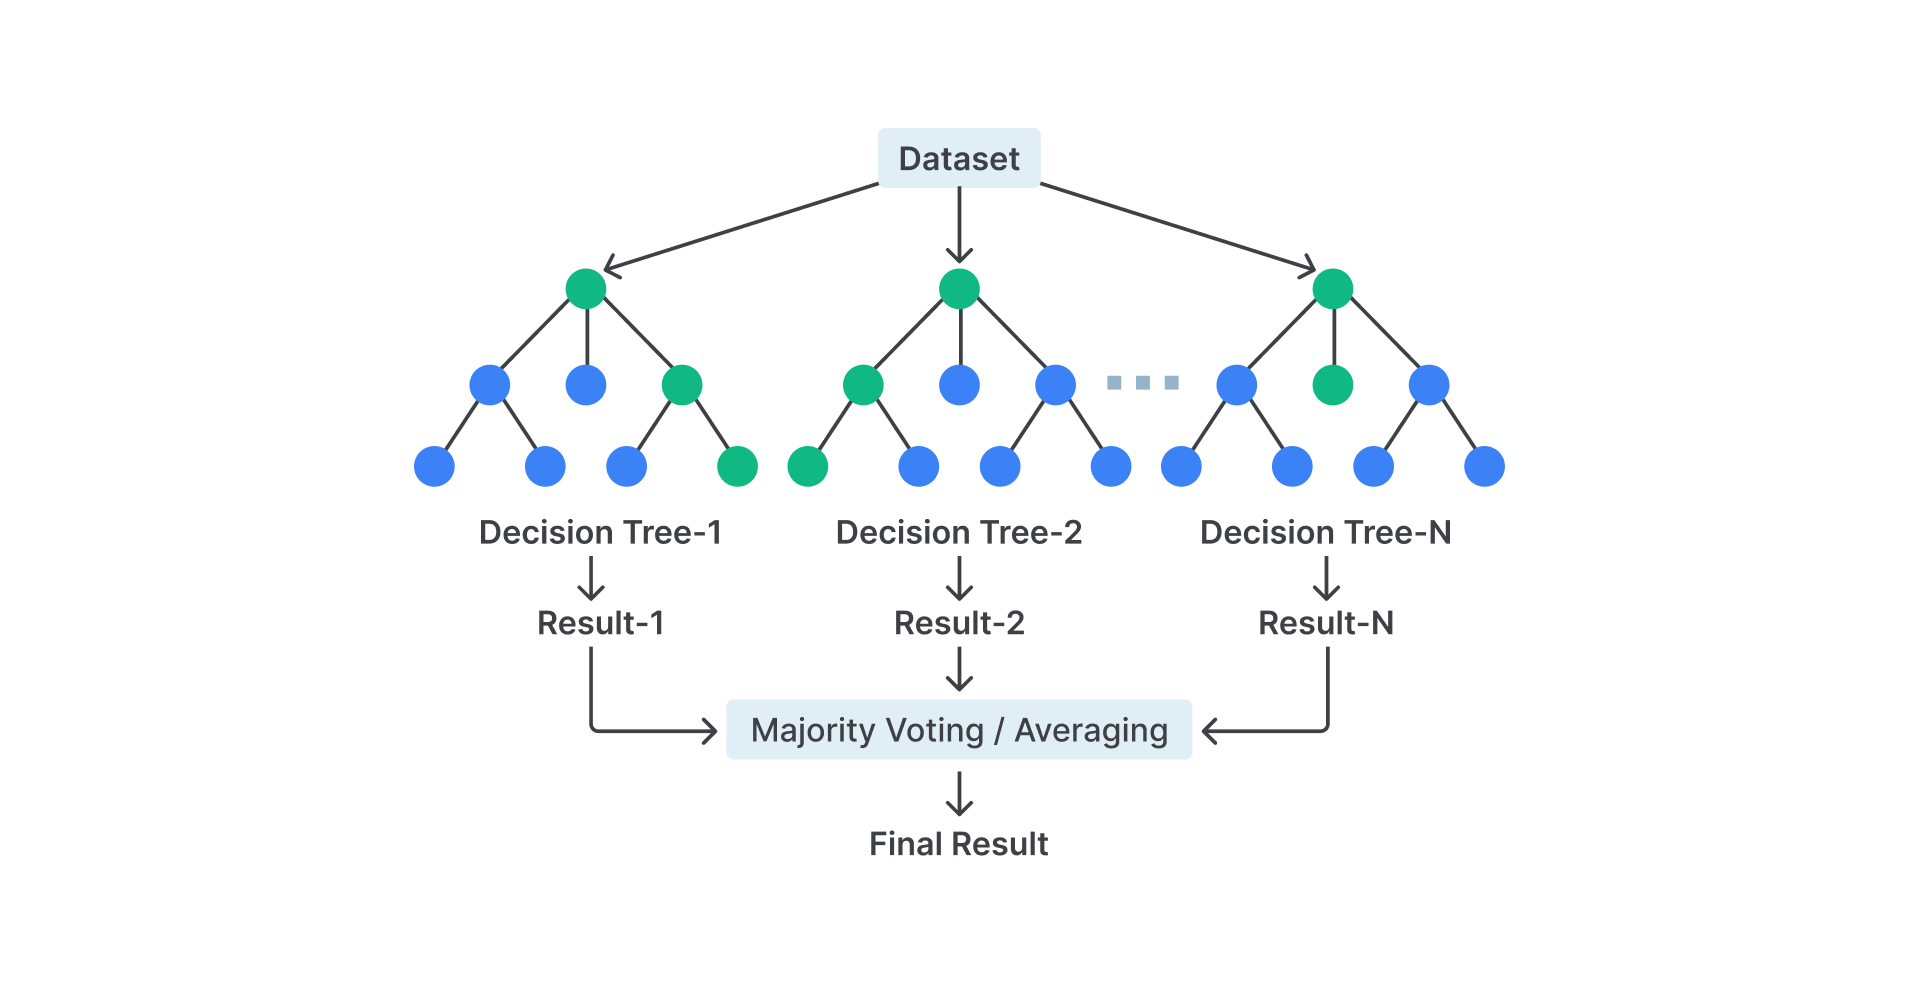 Dataset
Decision Tree-1
Decision Tree-2
Decision Tree-N
Result-1
Result-2
Result-N
Majority Voting / Averaging
Final Result